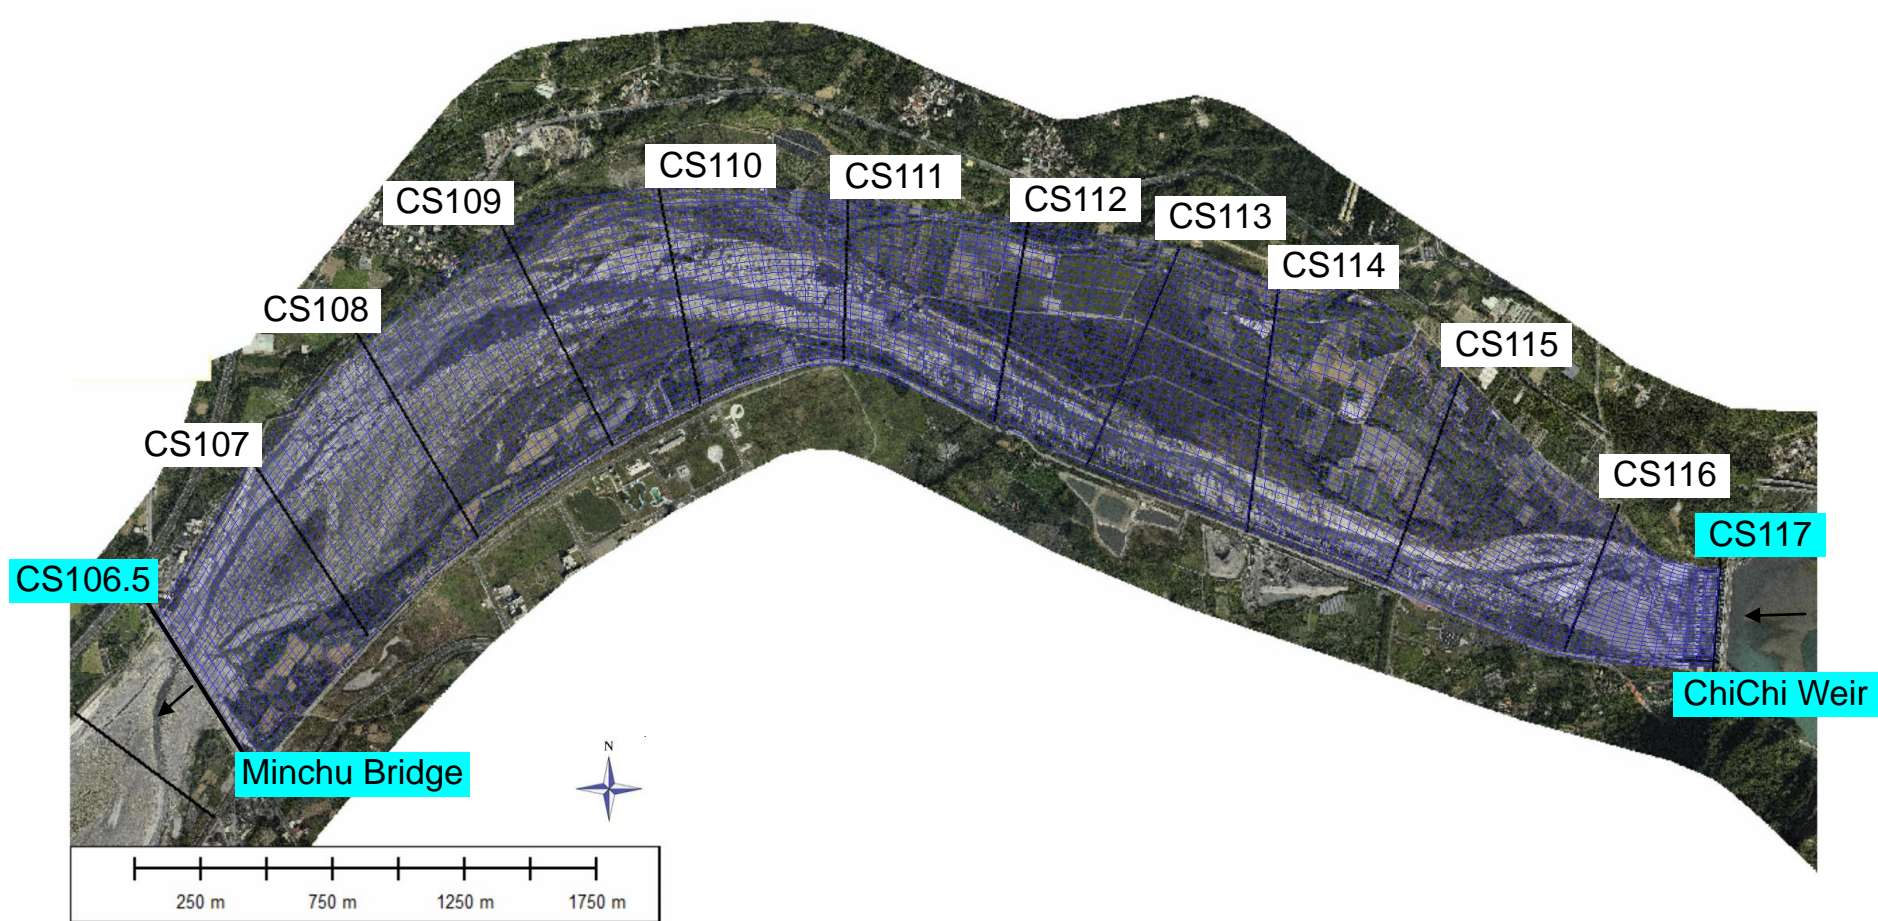 CS110
CS111
CS109
CS112
CS113
CS114
CS108
CS115
CS107
CS116
CS117
CS106.5
ChiChi Weir
Minchu Bridge
N
250 m 750 m 1250 m 1750 m